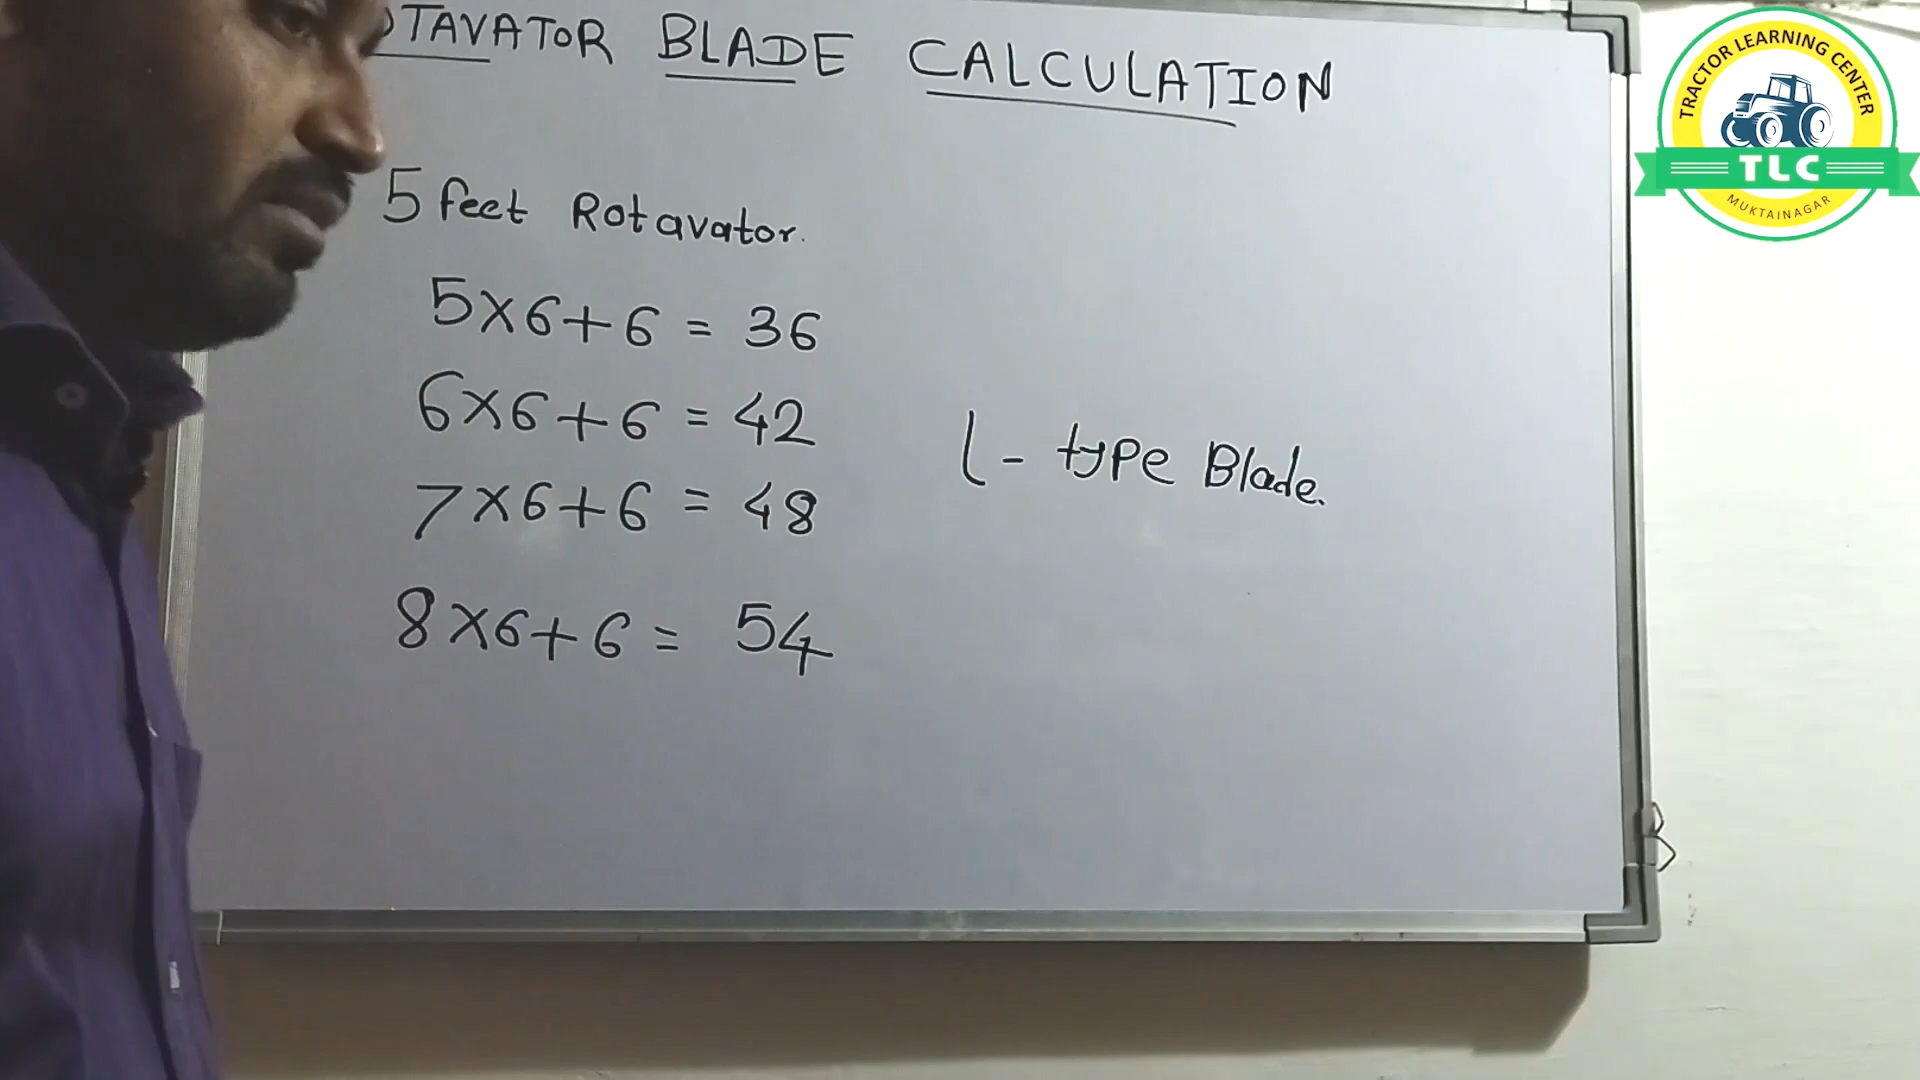 OTAVATOR BLADE CALCULATION
5 feet Rotavator.
5×6+6 = 36
6×6+6 = 42
7×6+6 = 48
8×6+6 = 54
L - type Blade.
TRACTOR LEARNING CENTER
TLC
MUKTAINAGAR